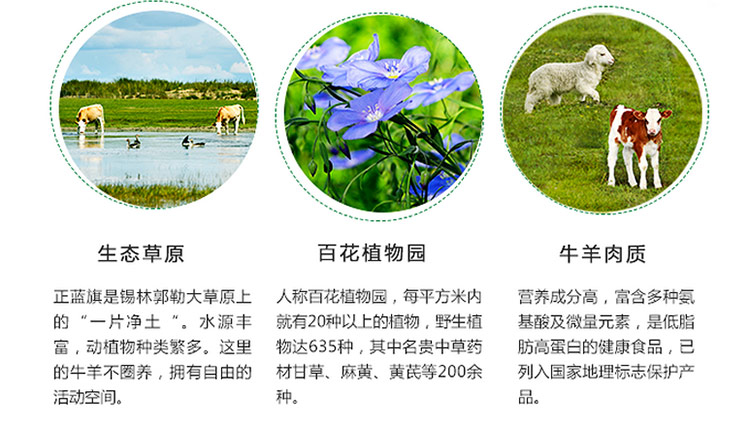 生态草原
正蓝旗是锡林郭勒大草原上
的“一片净土“。水源丰
富，动植物种类繁多。这里
的牛羊不圈养，拥有自由的
活动空间。
百花植物园
人称百花植物园，每平方米内
就有20种以上的植物，野生植
物达635种，其中名贵中草药
材甘草、麻黄、黄芪等200余
种。
牛羊肉质
营养成分高，富含多种氨
基酸及微量元素，是低脂
肪高蛋白的健康食品，已
列入国家地理标志保护产
品。